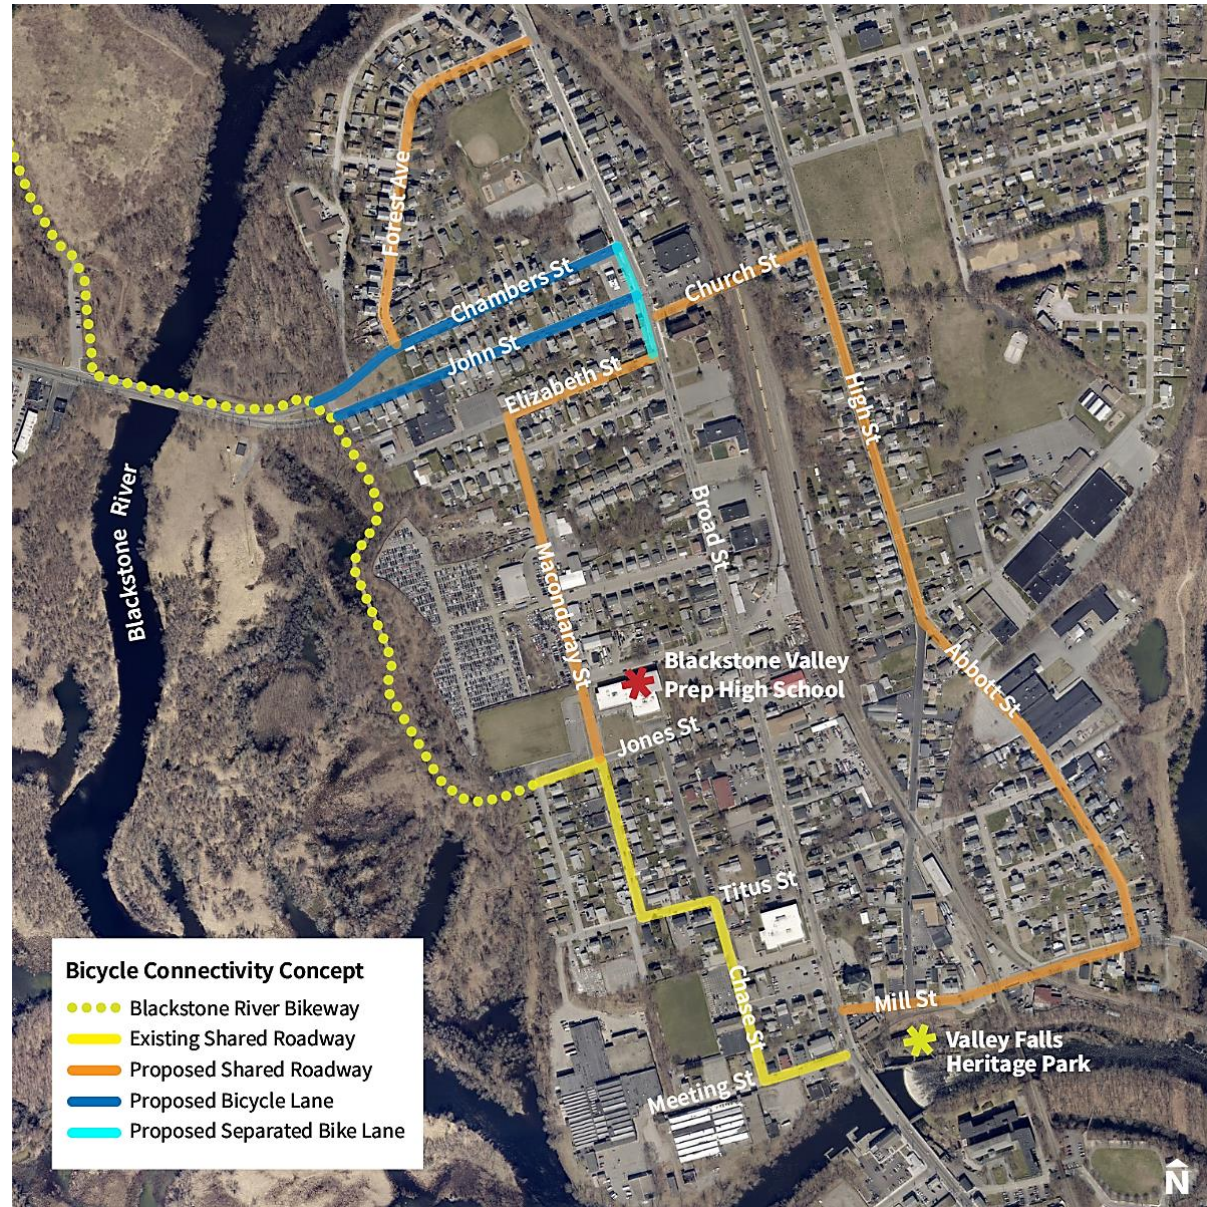 Forest Ave
Chambers St
Church St
John St
Elizabeth St
High St
Blackstone River
Broad St
Macondaray St
Blackstone Valley
Prep High School
Abbott St
Jones St
Titus St
Chase St
Mill St
Valley Falls
Heritage Park
Meeting St
Bicycle Connectivity Concept
Blackstone River Bikeway
Existing Shared Roadway
Proposed Shared Roadway
Proposed Bicycle Lane
Proposed Separated Bike Lane
N